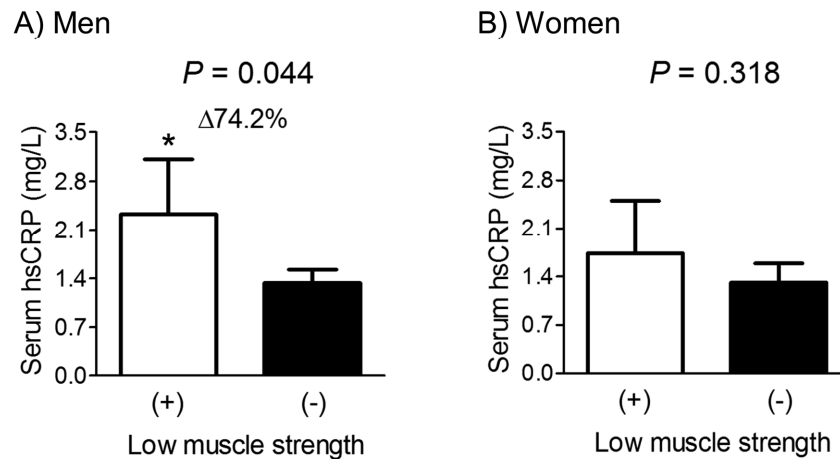 A) Men
P = 0.044
Δ74.2%
*
Serum hsCRP (mg/L)
3.5
2.8
2.1
1.4
0.7
0.0
(+)
(-)
Low muscle strength
B) Women
P = 0.318
Serum hsCRP (mg/L)
3.5
2.8
2.1
1.4
0.7
0.0
(+)
(-)
Low muscle strength